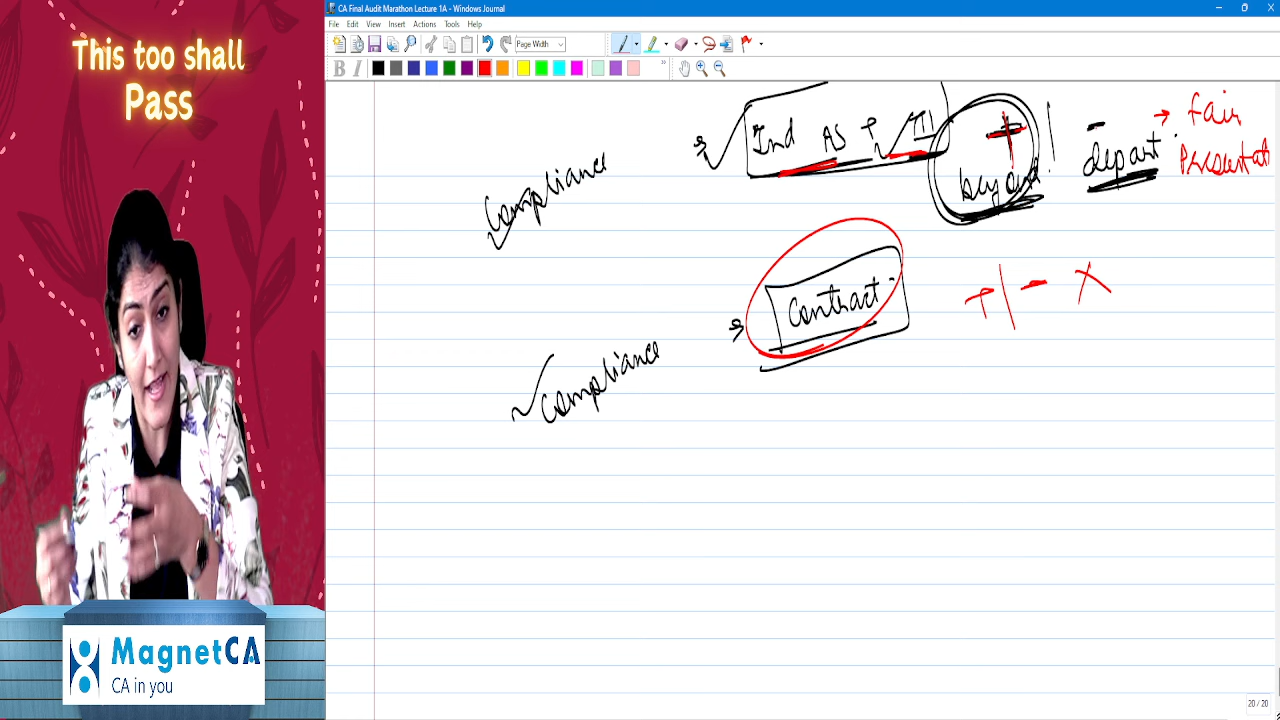 CA Final Audit Marathon Lecture 1A - Windows Journal
File Edit View Insert Actions Tools Help
Page Width
B I
This too shall
Pass
Ind AS +
+
beyond
-
depart
→ fair
Presentat
Compliance
Contract
+ | - X
Compliance
MagnetCA
CA in you
20 / 20